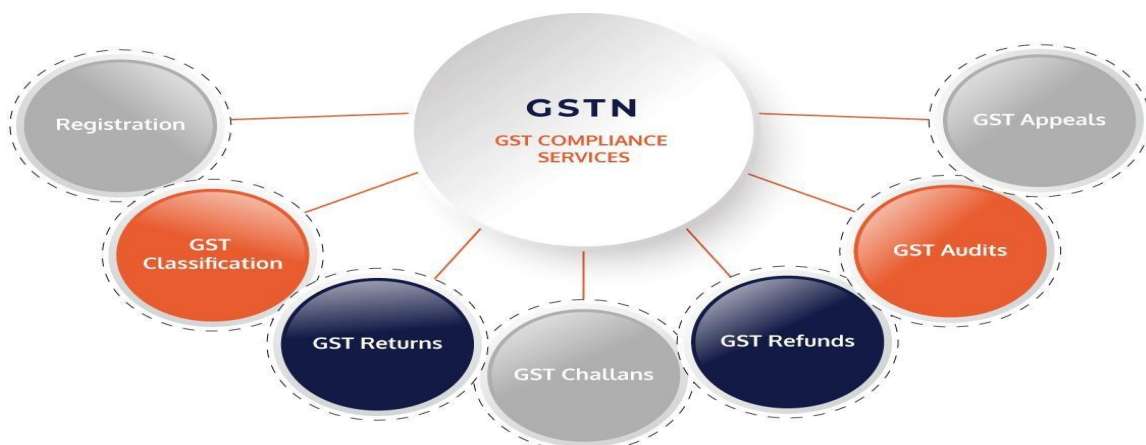 GSTN
GST COMPLIANCE
SERVICES
Registration
GST
Classification
GST Returns
GST Challans
GST Refunds
GST Audits
GST Appeals